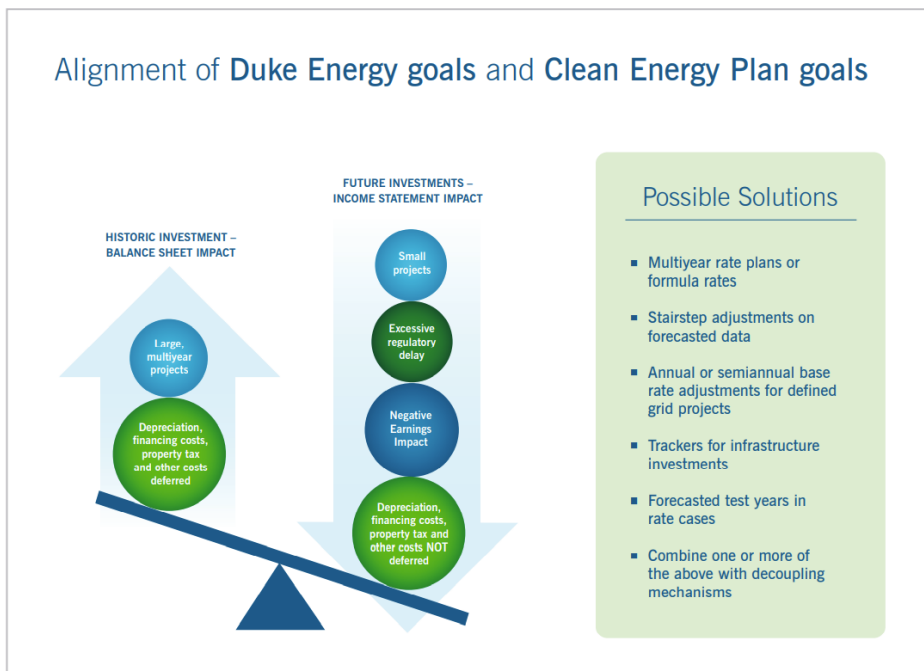 Alignment of Duke Energy goals and Clean Energy Plan goals
HISTORIC INVESTMENT –
BALANCE SHEET IMPACT
Large,
multiyear
projects
Depreciation,
financing costs,
property tax
and other costs
deferred
FUTURE INVESTMENTS –
INCOME STATEMENT IMPACT
Small
projects
Excessive
regulatory
delay
Negative
Earnings
Impact
Depreciation,
financing costs,
property tax and
other costs NOT
deferred
Possible Solutions
▪ Multiyear rate plans or
formula rates
▪ Stairstep adjustments on
forecasted data
▪ Annual or semiannual base
rate adjustments for defined
grid projects
▪ Trackers for infrastructure
investments
▪ Forecasted test years in
rate cases
▪ Combine one or more of
the above with decoupling
mechanisms